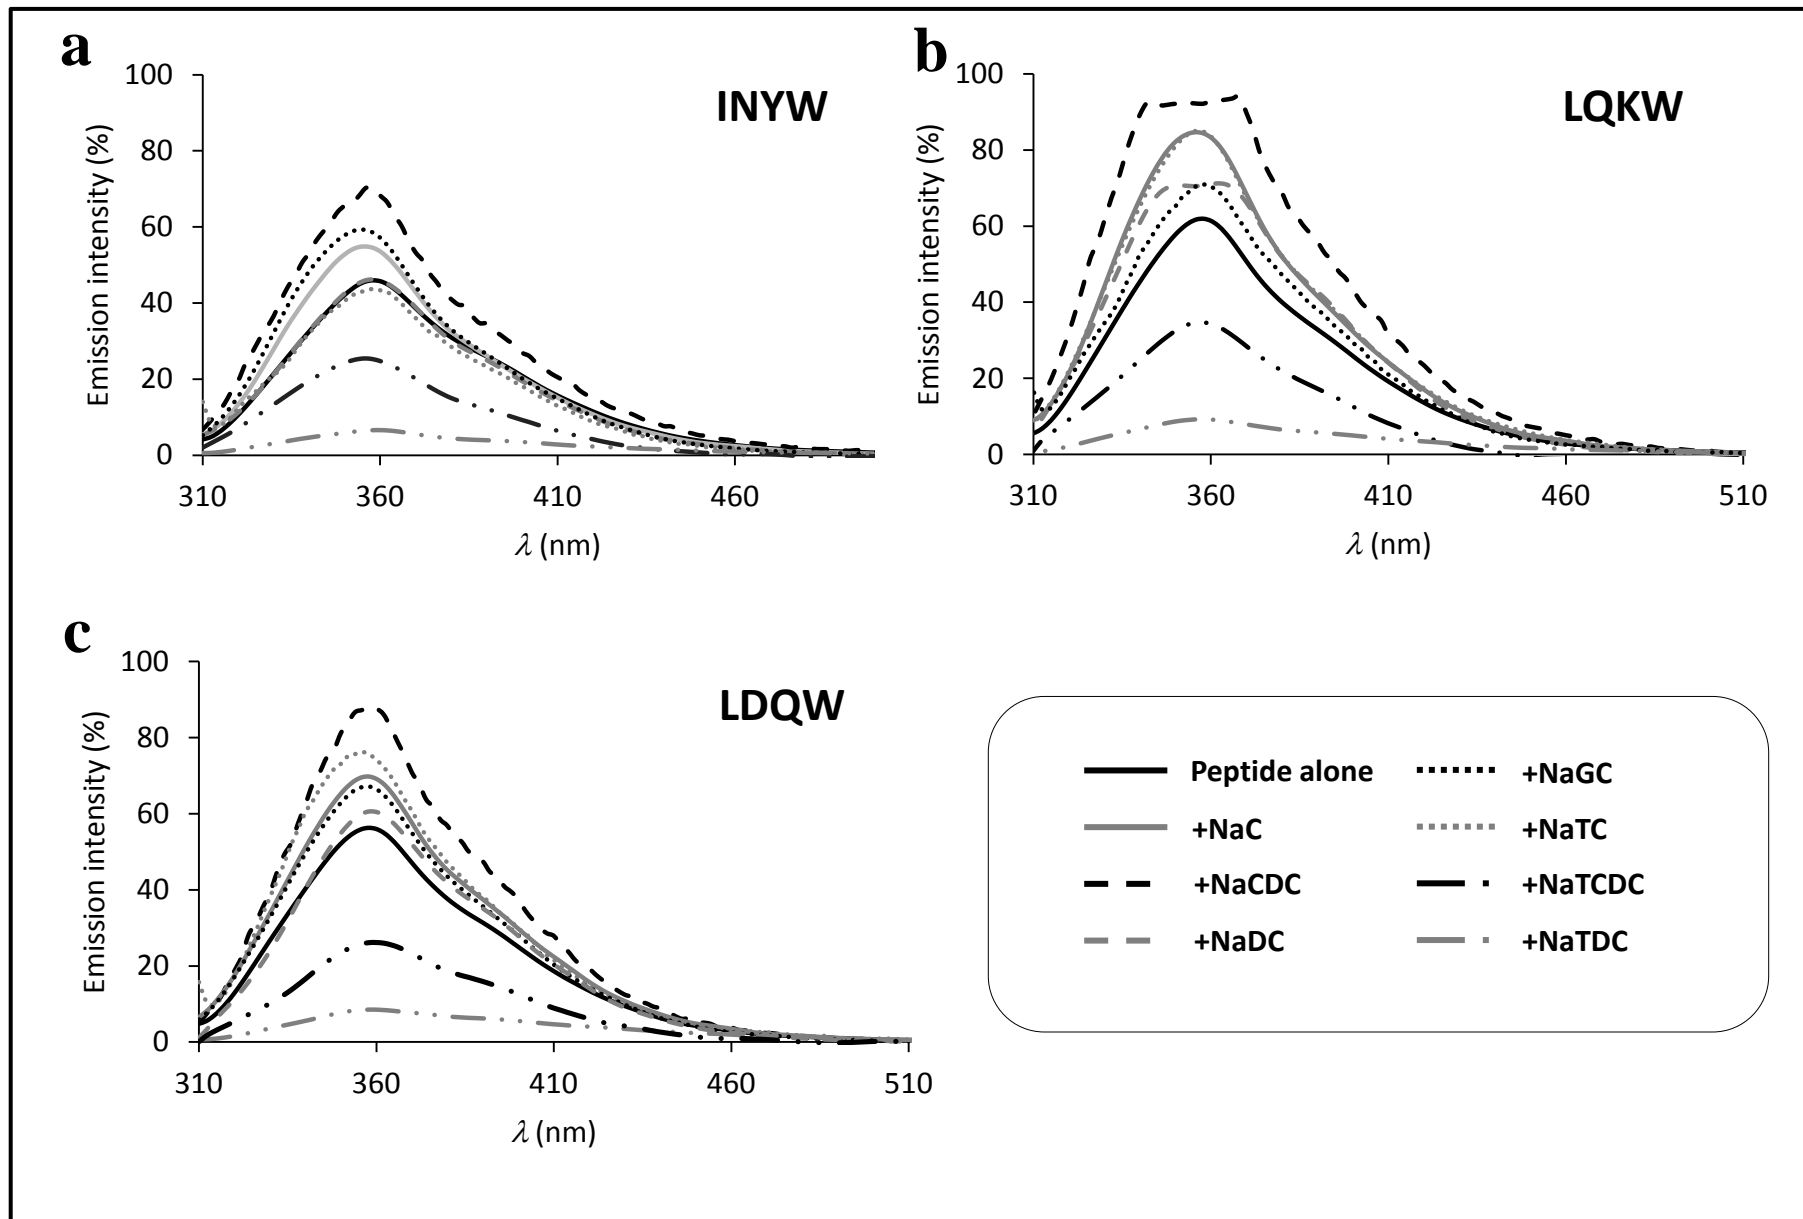 a
INYW
Emission intensity (%)
100
80
60
40
20
0
310 360 410 460
λ (nm)
b
LQKW
Emission intensity (%)
100
80
60
40
20
0
310 360 410 460 510
λ (nm)
c
LDQW
Emission intensity (%)
100
80
60
40
20
0
310 360 410 460 510
λ (nm)
Peptide alone
+NaGC
+NaC
+NaTC
+NaCDC
+NaTCDC
+NaDC
+NaTDC